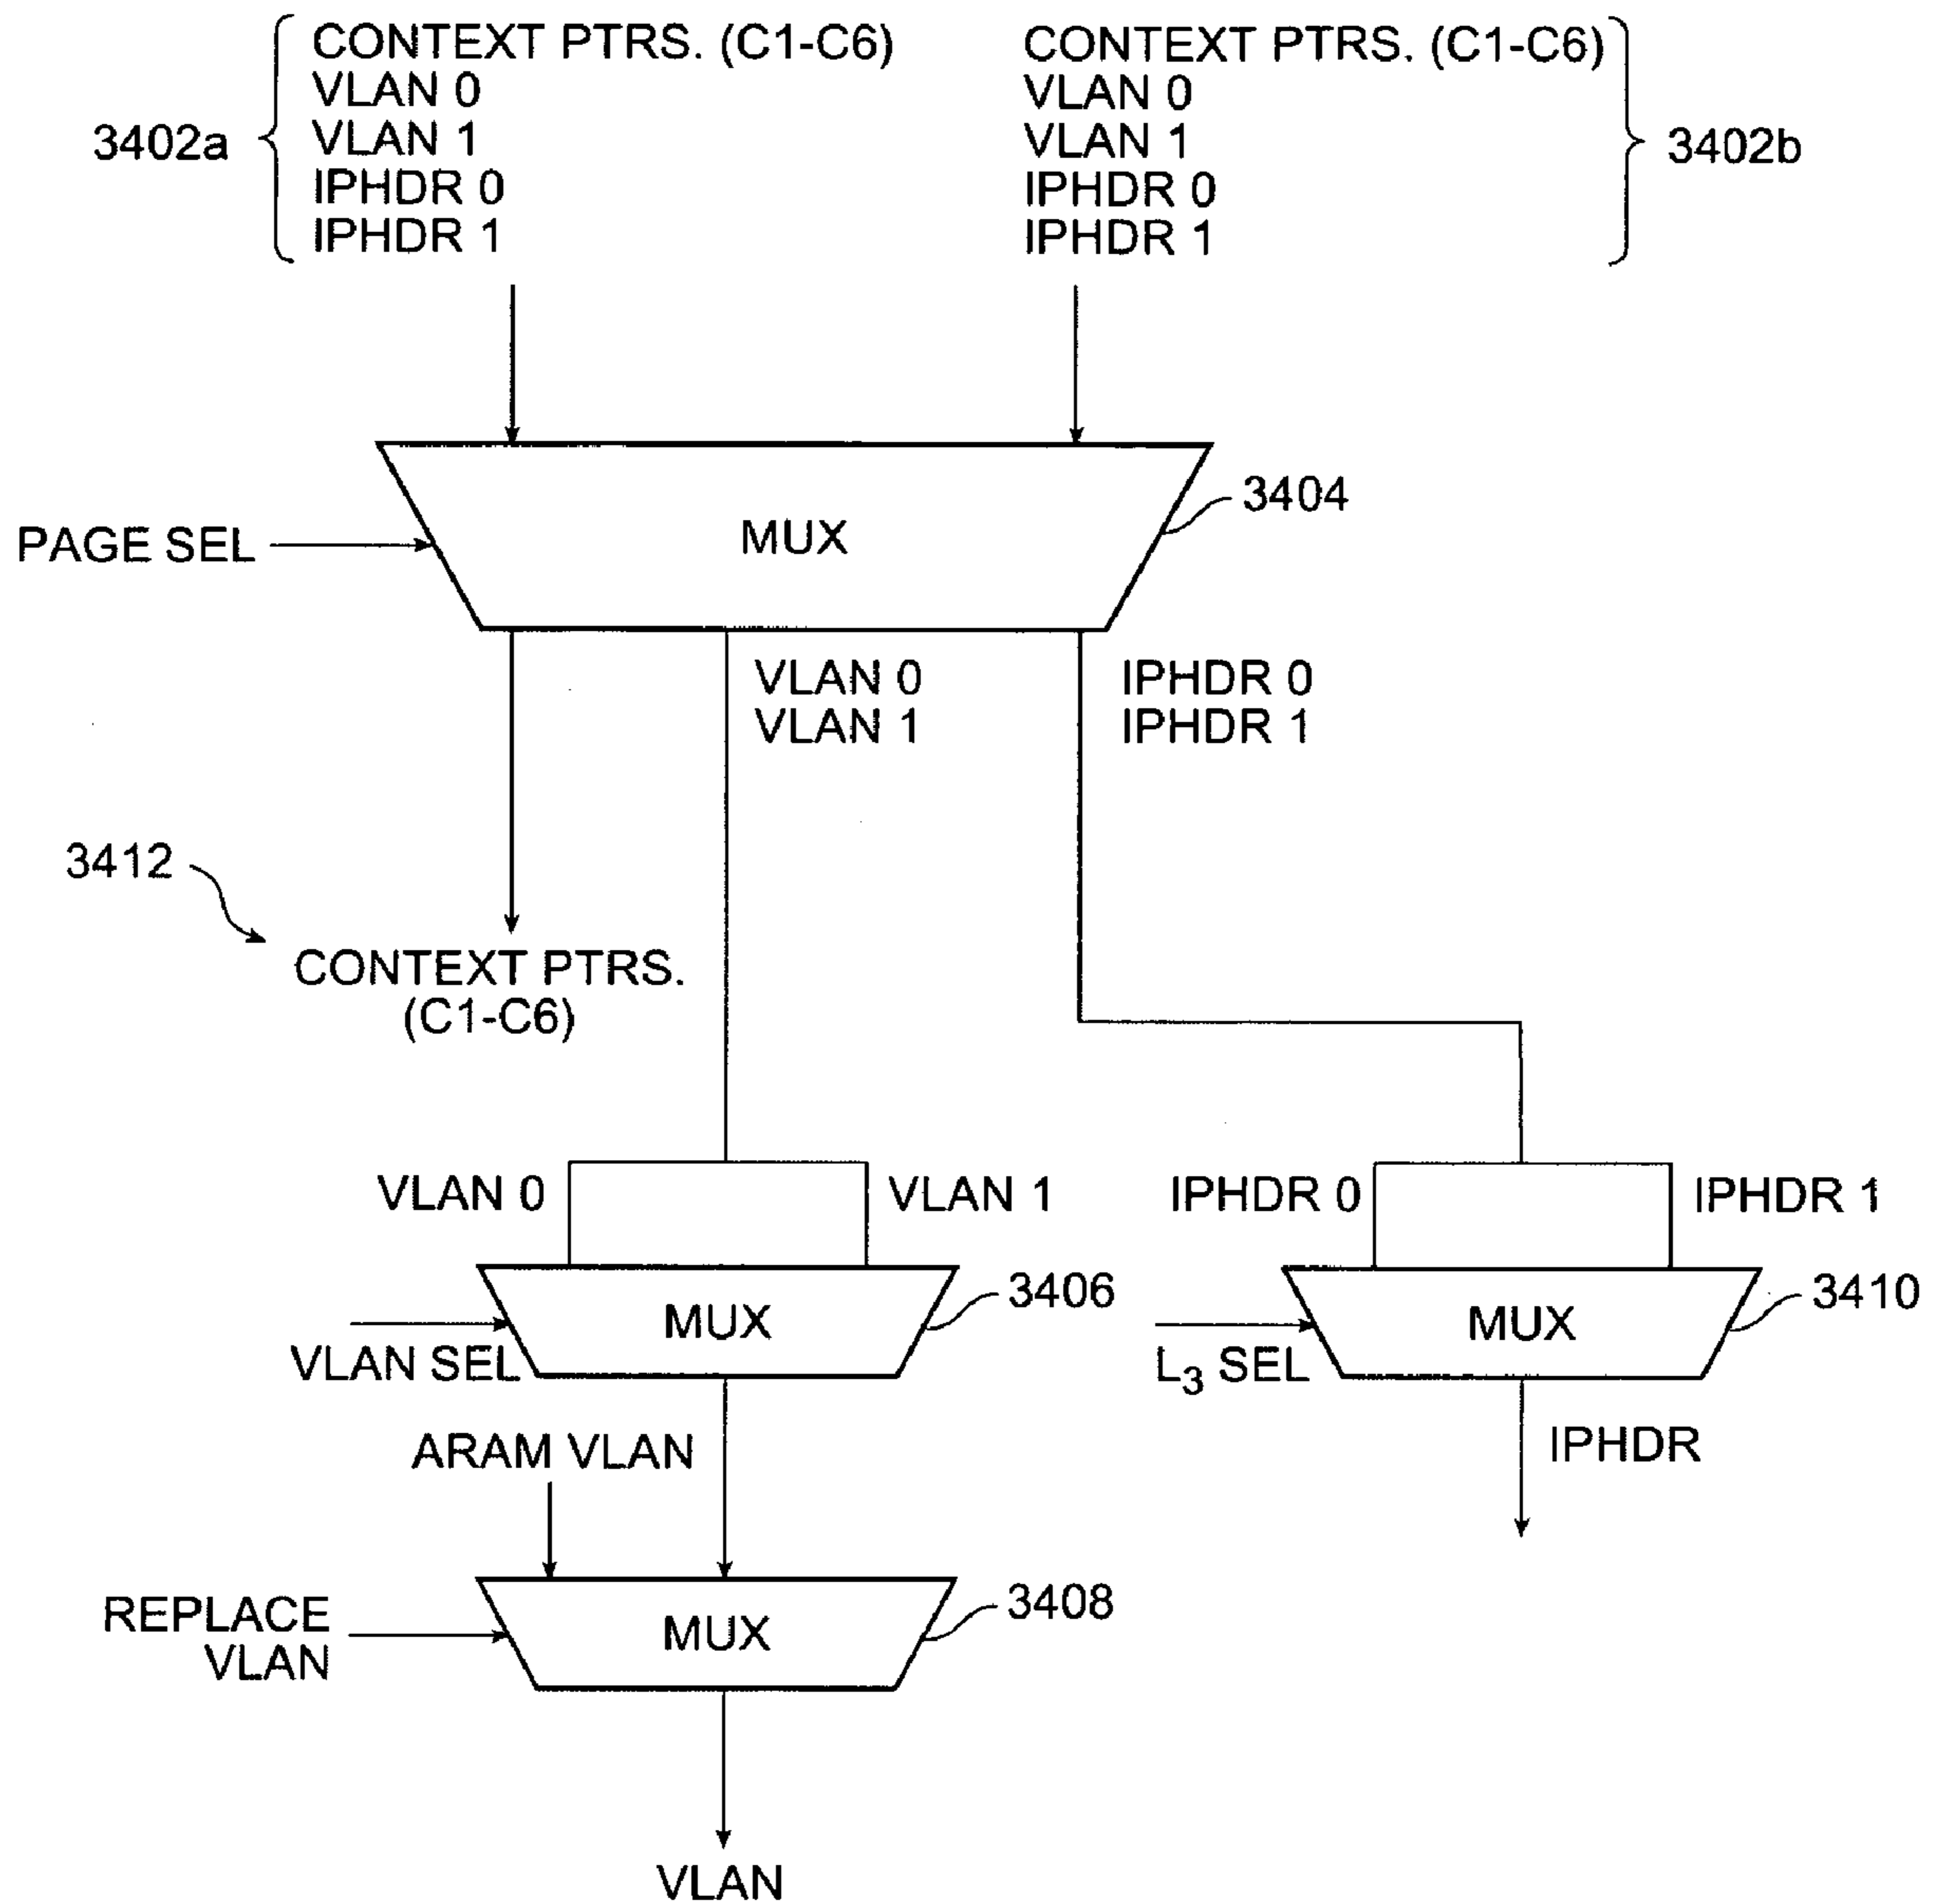 CONTEXT PTRS. (C1-C6)
VLAN 0
VLAN 1
IPHDR 0
IPHDR 1
3402a
CONTEXT PTRS. (C1-C6)
VLAN 0
VLAN 1
IPHDR 0
IPHDR 1
3402b
3404
PAGE SEL
MUX
VLAN 0
VLAN 1
IPHDR 0
IPHDR 1
3412
CONTEXT PTRS.
(C1-C6)
VLAN 0
VLAN 1
IPHDR 0
IPHDR 1
MUX
3406
VLAN SEL
MUX
3410
L3 SEL
ARAM VLAN
IPHDR
REPLACE
VLAN
MUX
3408
VLAN